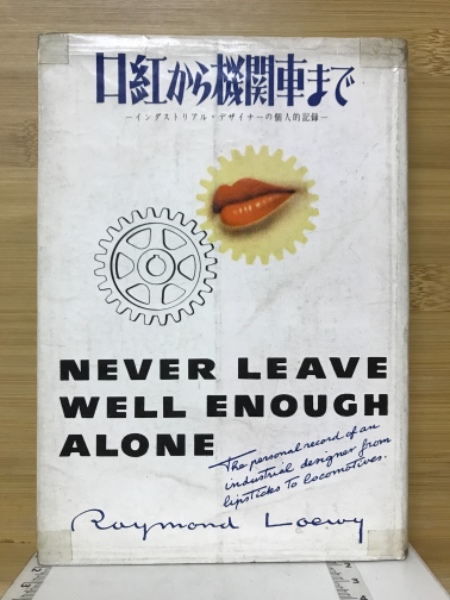 口紅から機関車まで
—インダストリアル・デザイナーの個人的記録—
NEVER LEAVE
WELL ENOUGH
ALONE
The personal record of an
industrial designer from
lipsticks to locomotives.
Raymond Loewy